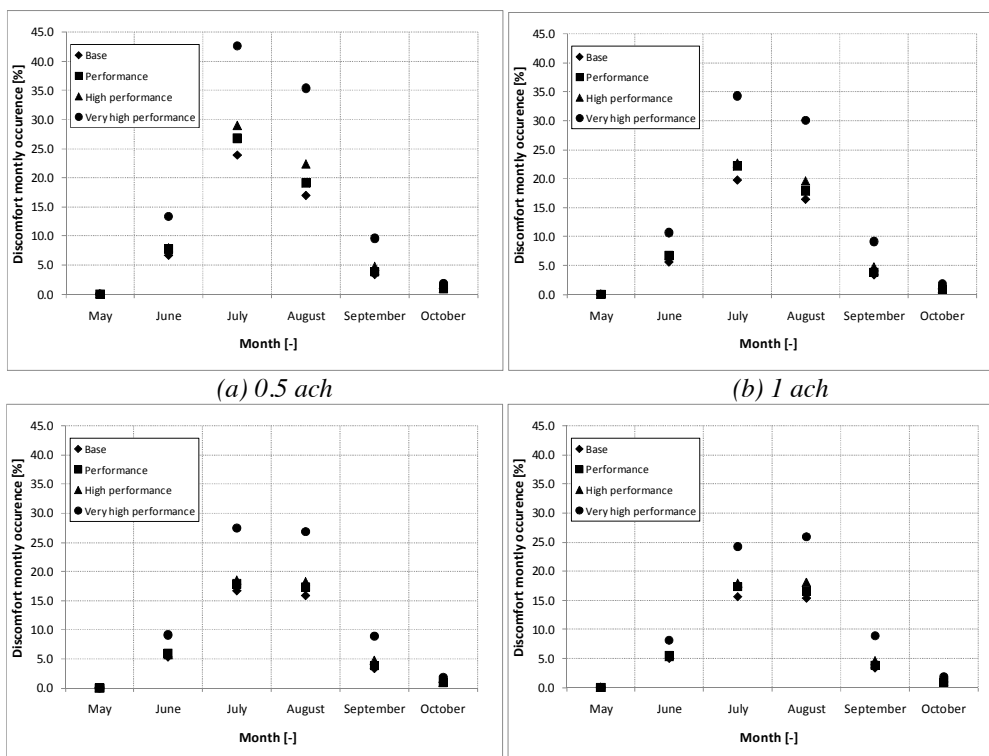 Discomfort montly occurence [%]
45.0
40.0
35.0
30.0
25.0
20.0
15.0
10.0
5.0
0.0
Base
Performance
High performance
Very high performance
May June July August September October
Month [-]
(a) 0.5 ach
Discomfort montly occurence [%]
45.0
40.0
35.0
30.0
25.0
20.0
15.0
10.0
5.0
0.0
Base
Performance
High performance
Very high performance
May June July August September October
Month [-]
(b) 1 ach
Discomfort montly occurence [%]
45.0
40.0
35.0
30.0
25.0
20.0
15.0
10.0
5.0
0.0
Base
Performance
High performance
Very high performance
May June July August September October
Month [-]
Discomfort montly occurence [%]
45.0
40.0
35.0
30.0
25.0
20.0
15.0
10.0
5.0
0.0
Base
Performance
High performance
Very high performance
May June July August September October
Month [-]